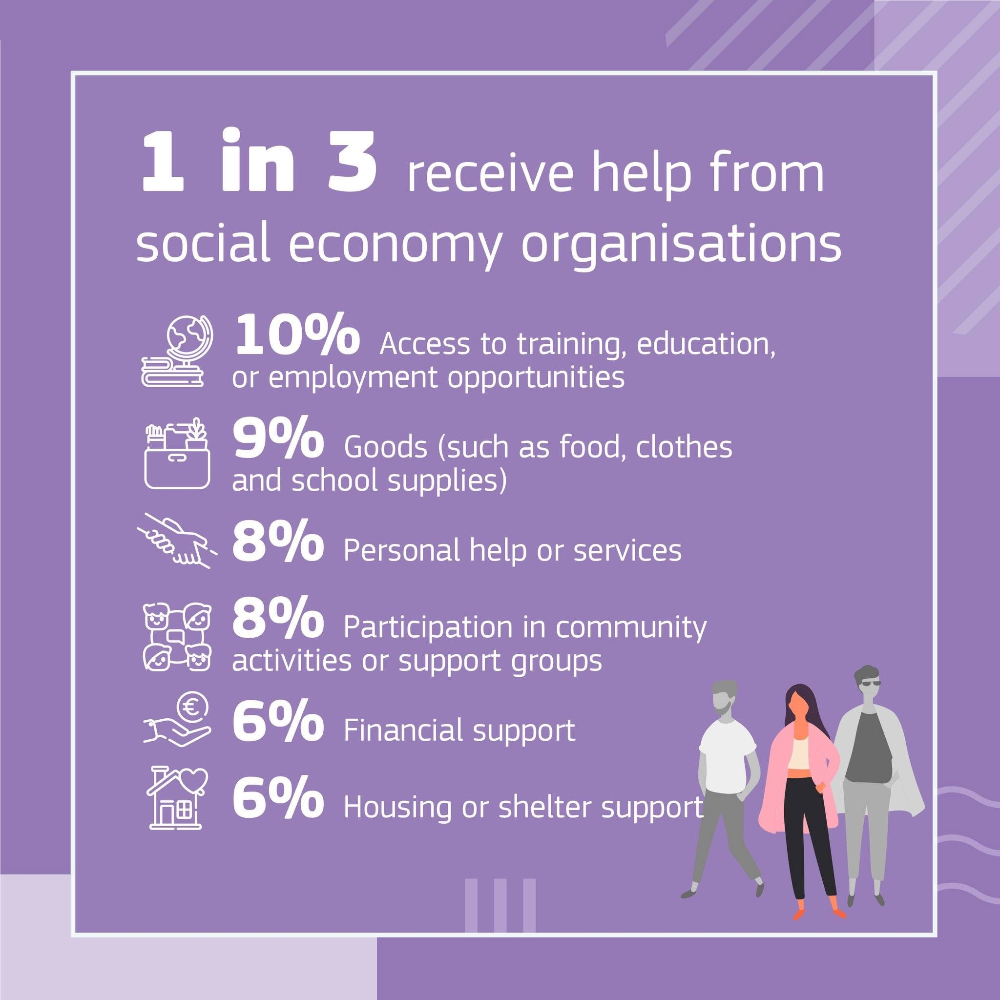 1 in 3 receive help from
social economy organisations
10% Access to training, education,
or employment opportunities
9% Goods (such as food, clothes
and school supplies)
8% Personal help or services
8% Participation in community
activities or support groups
€
6% Financial support
6% Housing or shelter support